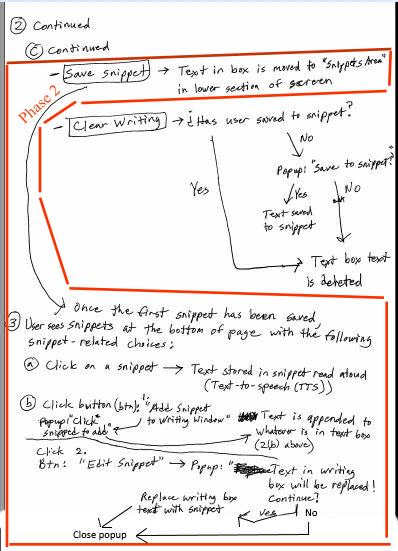 ② Continued
Ⓒ Continued
Phase 2
- Save snippet → Text in box is moved to "Snippets Area"
in lower section of screen
- Clear Writing → Has user saved to snippet?
No
Popup: "Save to snippet?"
Yes
Yes
No
Text saved
to snippet
Text box text
is deleted
Once the first snippet has been saved,
③ User sees snippets at the bottom of page with the following
snippet-related choices:
ⓐ Click on a snippet → Text stored in snippet read aloud
(Text-to-speech (TTS))
ⓑ Click button (btn): 1. "Add Snippet
to Writing Window"
Popup: "Click
snipped to add"
Text is appended to
whatever is in text box
(2(b) above)
Click 2.
Btn: "Edit Snippet" → Popup: "Text in writing
box will be replaced!
Continue?
Replace writing box
text with snippet
yes
No
Close popup